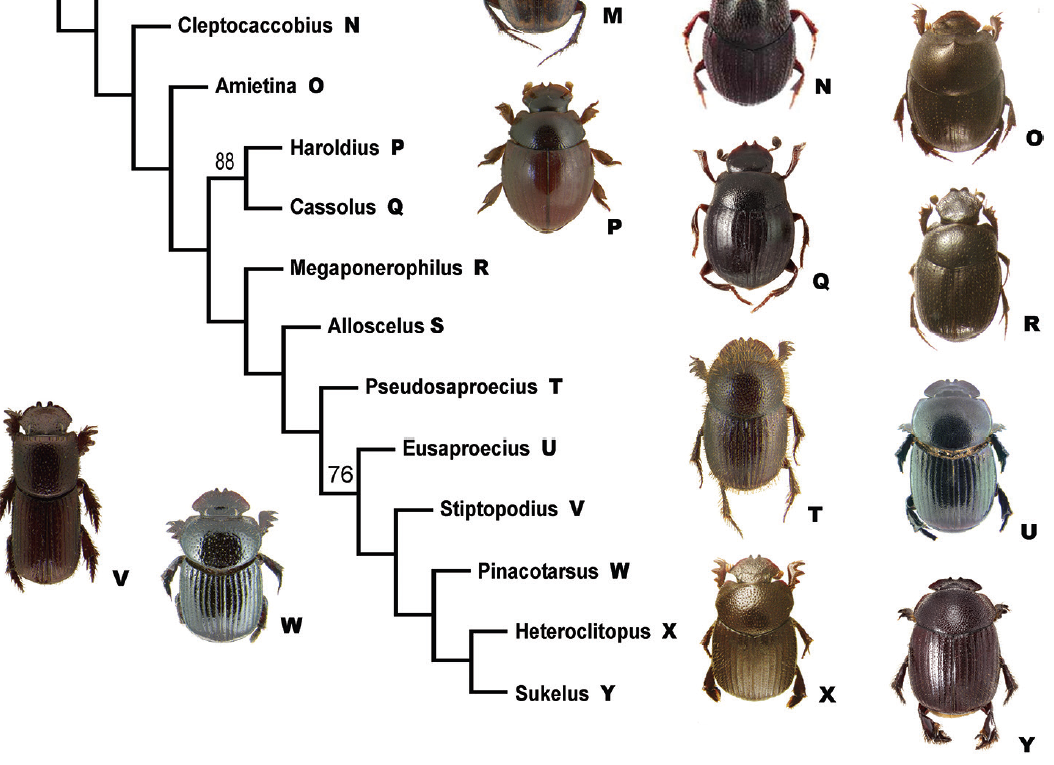 Cleptocaccobius N
Amietina O
88
Haroldius P
Cassolus Q
Megaponerophilus R
Alloscelus S
Pseudosaproecius T
76
Eusaproecius U
Stiptopodius V
Pinacotarsus W
Heteroclitopus X
Sukelus Y
M
N
O
P
Q
R
T
U
V
W
X
Y